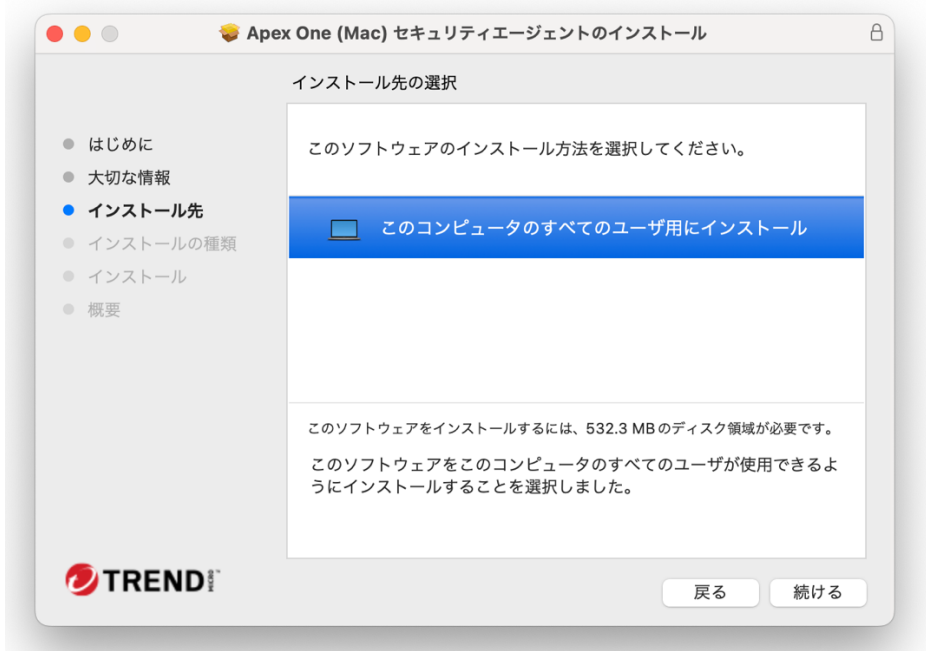 Apex One (Mac) セキュリティエージェントのインストール
インストール先の選択
はじめに
大切な情報
インストール先
インストールの種類
インストール
概要
このソフトウェアのインストール方法を選択してください。
このコンピュータのすべてのユーザ用にインストール
このソフトウェアをインストールするには、532.3 MBのディスク領域が必要です。
このソフトウェアをこのコンピュータのすべてのユーザが使用できるよ
うにインストールすることを選択しました。
TREND MICRO
戻る
続ける